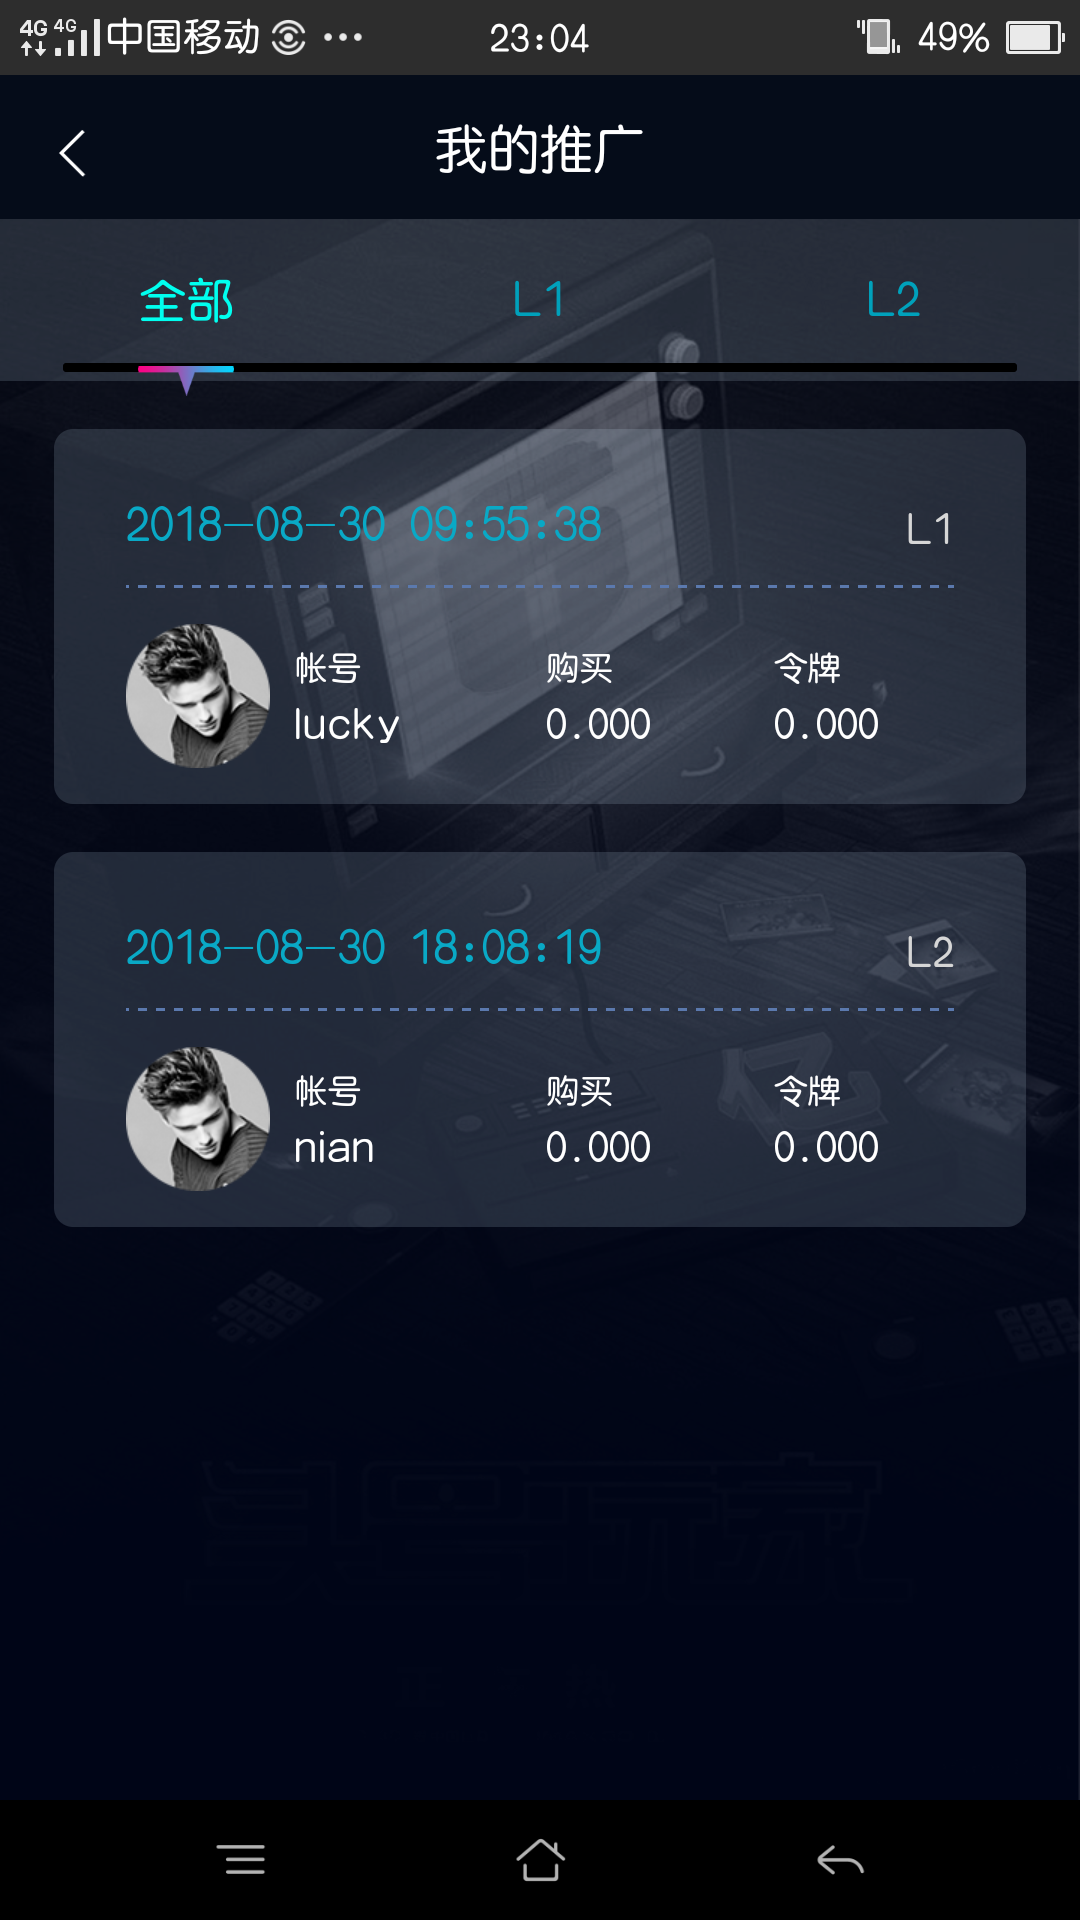 4G 4G 中国移动 ... 23:04 49%
我的推广
全部 L1 L2
2018-08-30 09:55:38 L1
帐号 购买 令牌
lucky 0.000 0.000
2018-08-30 18:08:19 L2
帐号 购买 令牌
nian 0.000 0.000